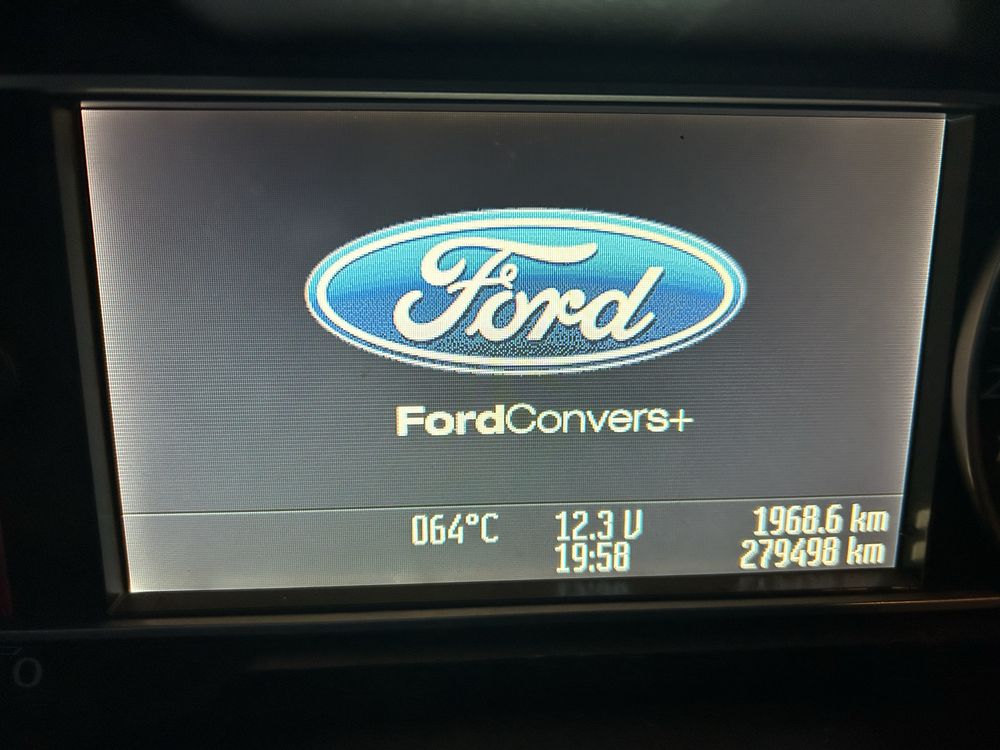 Ford
FordConvers+
064°C 12.3 V 1968.6 km
19:58 279498 km